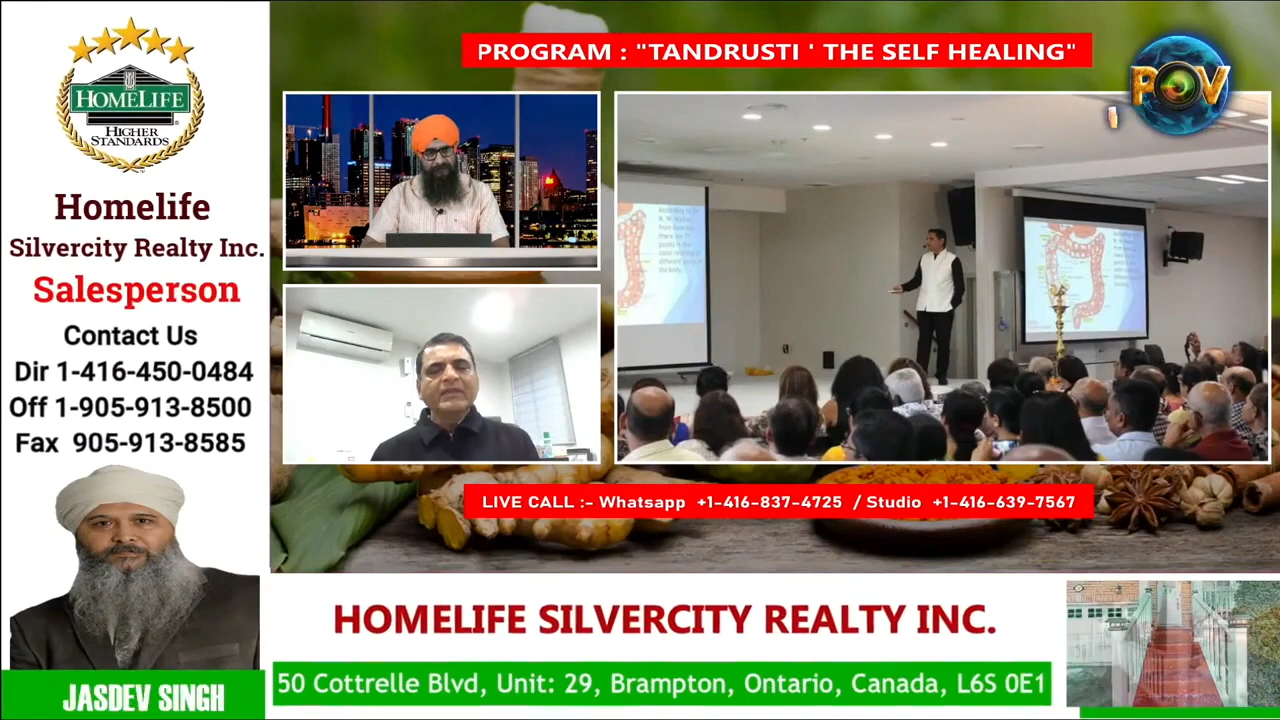 HOMELIFE
HIGHER
STANDARDS
Homelife
Silvercity Realty Inc.
Salesperson
Contact Us
Dir 1-416-450-0484
Off 1-905-913-8500
Fax 905-913-8585
JASDEV SINGH
PROGRAM : "TANDRUSTI ' THE SELF HEALING"
POV
LIVE CALL :- Whatsapp +1-416-837-4725 / Studio +1-416-639-7567
HOMELIFE SILVERCITY REALTY INC.
50 Cottrelle Blvd, Unit: 29, Brampton, Ontario, Canada, L6S 0E1